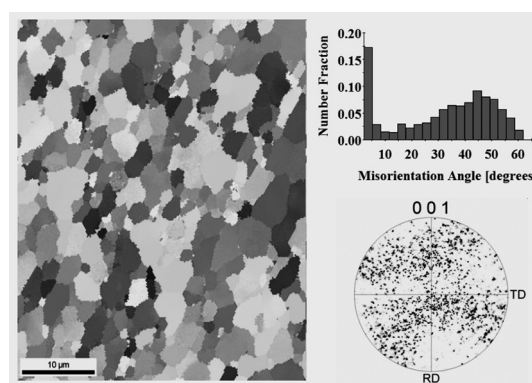 10 µm
Number Fraction
0.20
0.15
0.10
0.05
0.00
10 20 30 40 50 60
Misorientation Angle [degrees
0 0 1
TD
RD